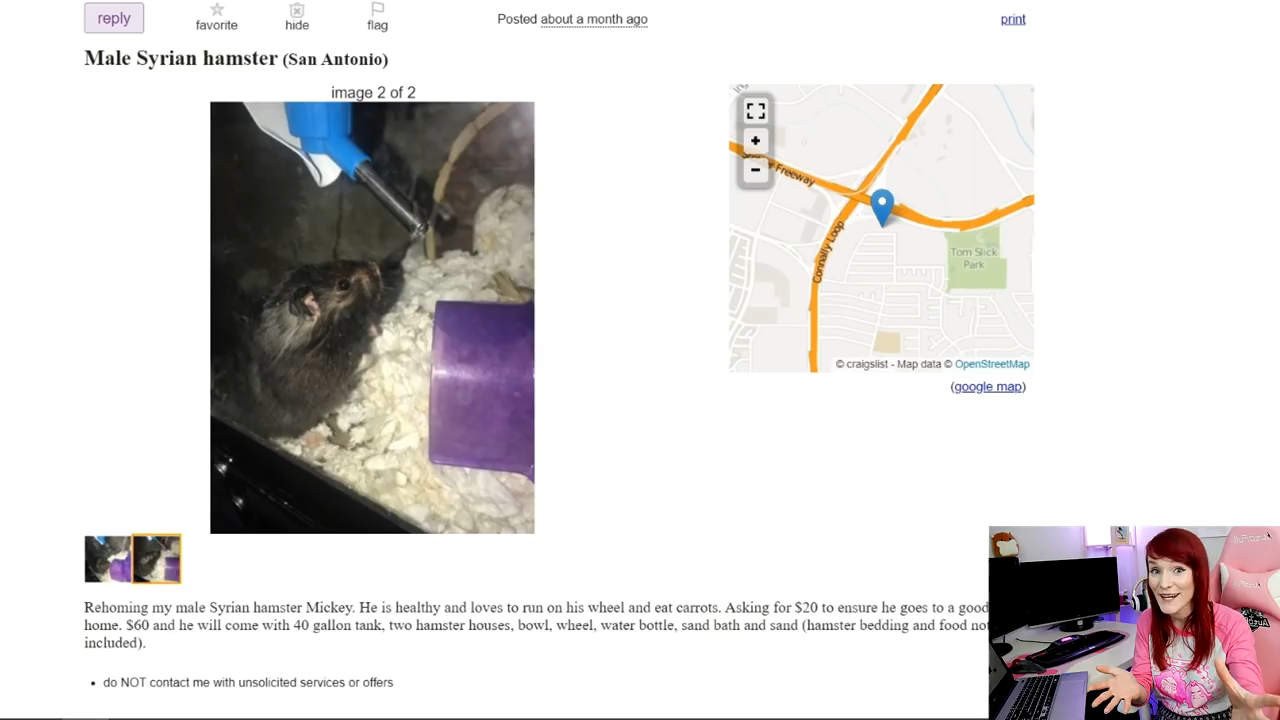 reply
favorite
hide
flag
Posted about a month ago
print
Male Syrian hamster (San Antonio)
image 2 of 2
+
-
Freeway
Connally Loop
Tom Slick
Park
© craigslist - Map data © OpenStreetMap
(google map)
Rehoming my male Syrian hamster Mickey. He is healthy and loves to run on his wheel and eat carrots. Asking for $20 to ensure he goes to a good
home. $60 and he will come with 40 gallon tank, two hamster houses, bowl, wheel, water bottle, sand bath and sand (hamster bedding and food not
included).
• do NOT contact me with unsolicited services or offers
AutoFull